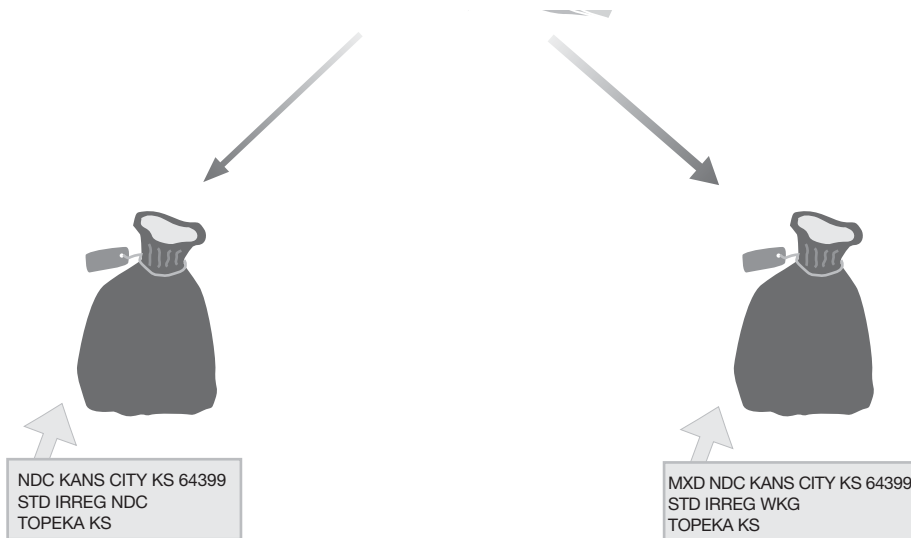 NDC KANS CITY KS 64399
STD IRREG NDC
TOPEKA KS
MXD NDC KANS CITY KS 64399
STD IRREG WKG
TOPEKA KS